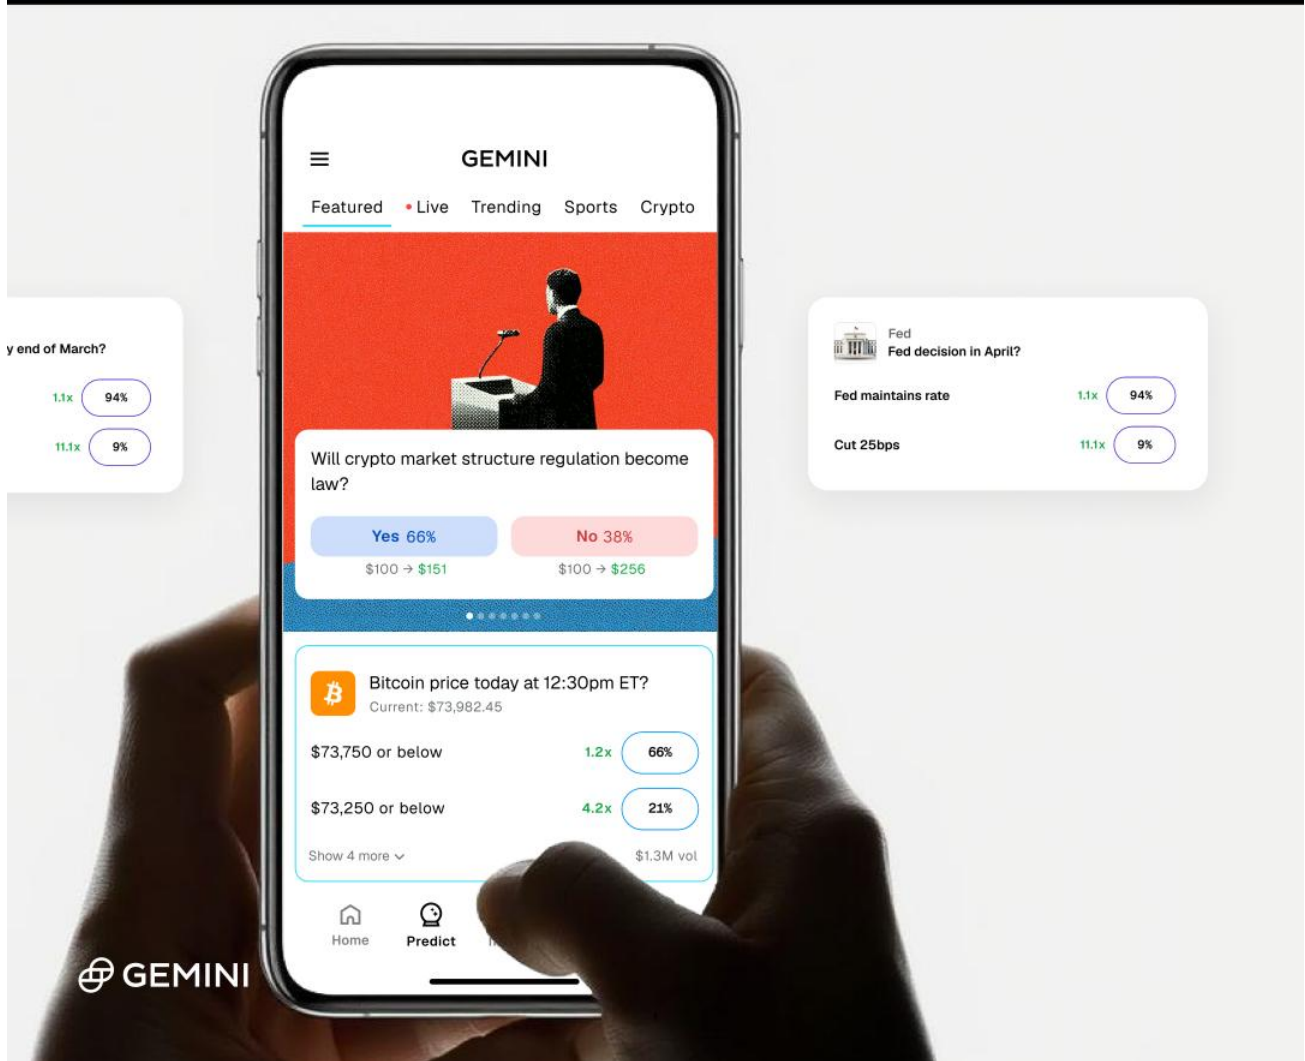 GEMINI
Featured
Live
Trending
Sports
Crypto
Will crypto market structure regulation become
law?
Yes 66%
No 38%
$100 → $151
$100 → $256
Bitcoin price today at 12:30pm ET?
Current: $73,982.45
$73,750 or below
1.2x
66%
$73,250 or below
4.2x
21%
Show 4 more
$1.3M vol
Home
Predict
y end of March?
1.1x
94%
11.1x
9%
Fed
Fed decision in April?
Fed maintains rate
1.1x
94%
Cut 25bps
11.1x
9%
GEMINI